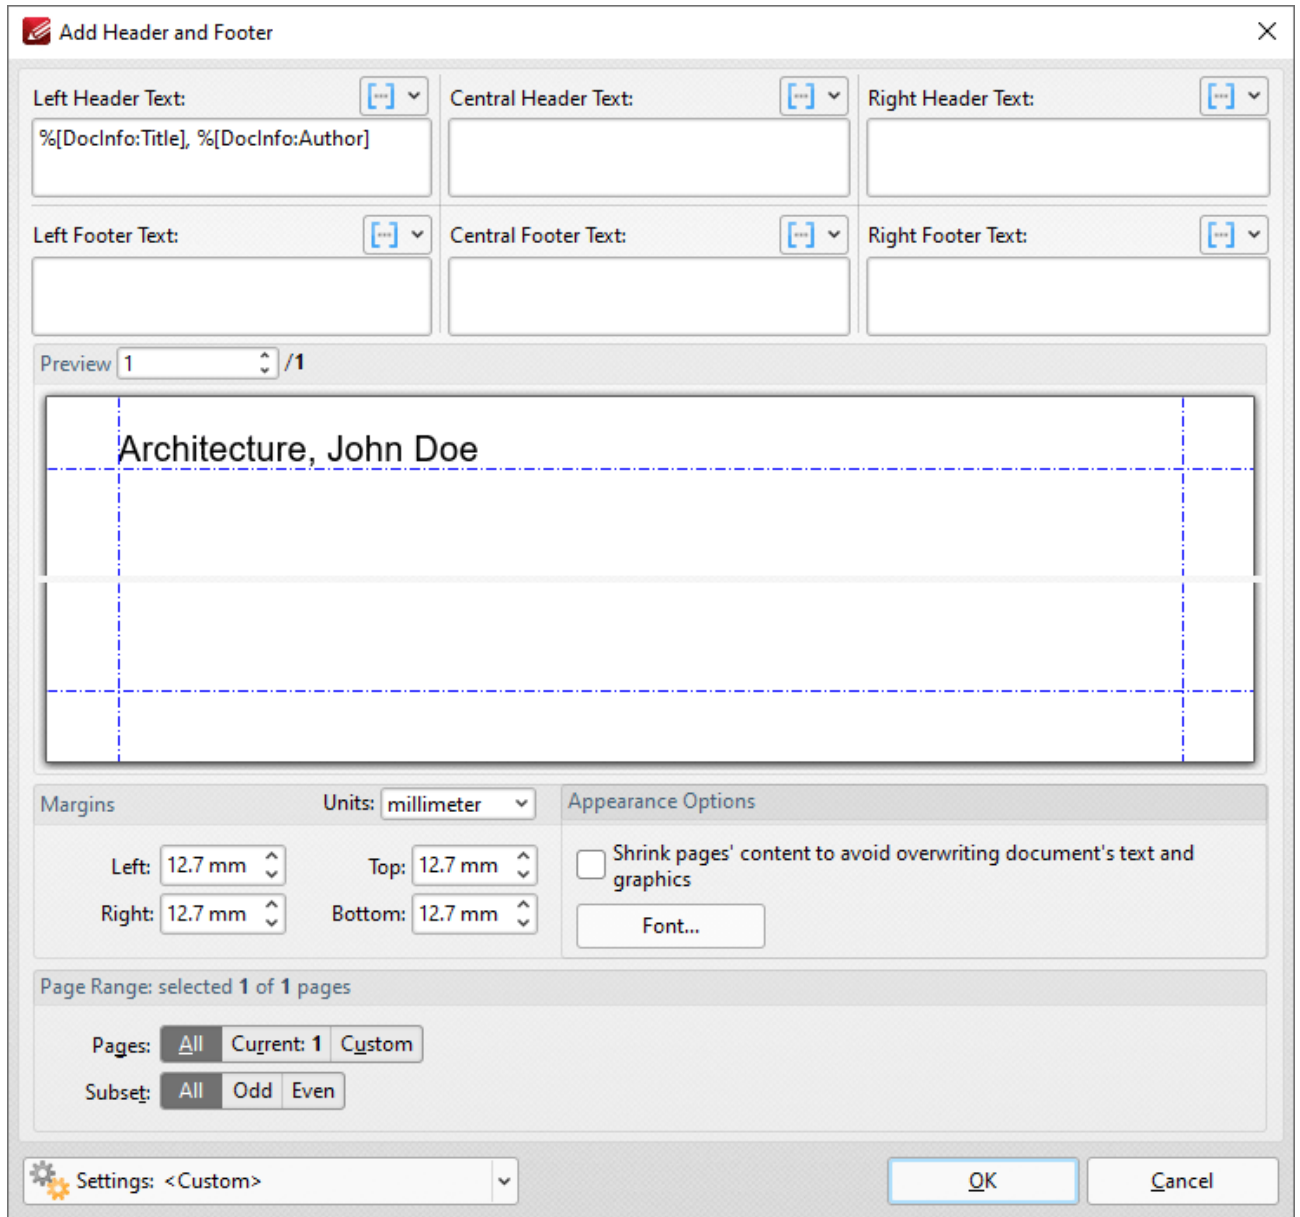 Add Header and Footer
Left Header Text:
Central Header Text:
Right Header Text:
%[DocInfo:Title], %[DocInfo:Author]
Left Footer Text:
Central Footer Text:
Right Footer Text:
Preview 1 /1
Architecture, John Doe
Margins
Units: millimeter
Left: 12.7 mm
Top: 12.7 mm
Right: 12.7 mm
Bottom: 12.7 mm
Appearance Options
Shrink pages' content to avoid overwriting document's text and
graphics
Font...
Page Range: selected 1 of 1 pages
Pages: All Current: 1 Custom
Subset: All Odd Even
Settings: <Custom>
OK
Cancel